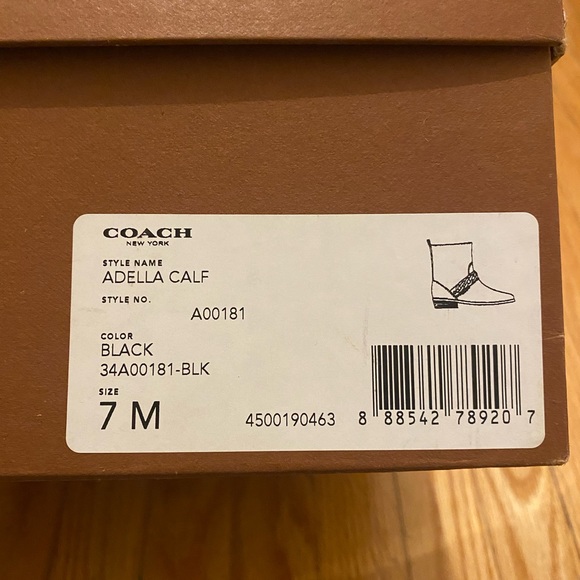 COACH
NEW YORK
STYLE NAME
ADELLA CALF
STYLE NO.
A00181
COLOR
BLACK
34A00181-BLK
SIZE
7 M
4500190463
8 88542 78920 7